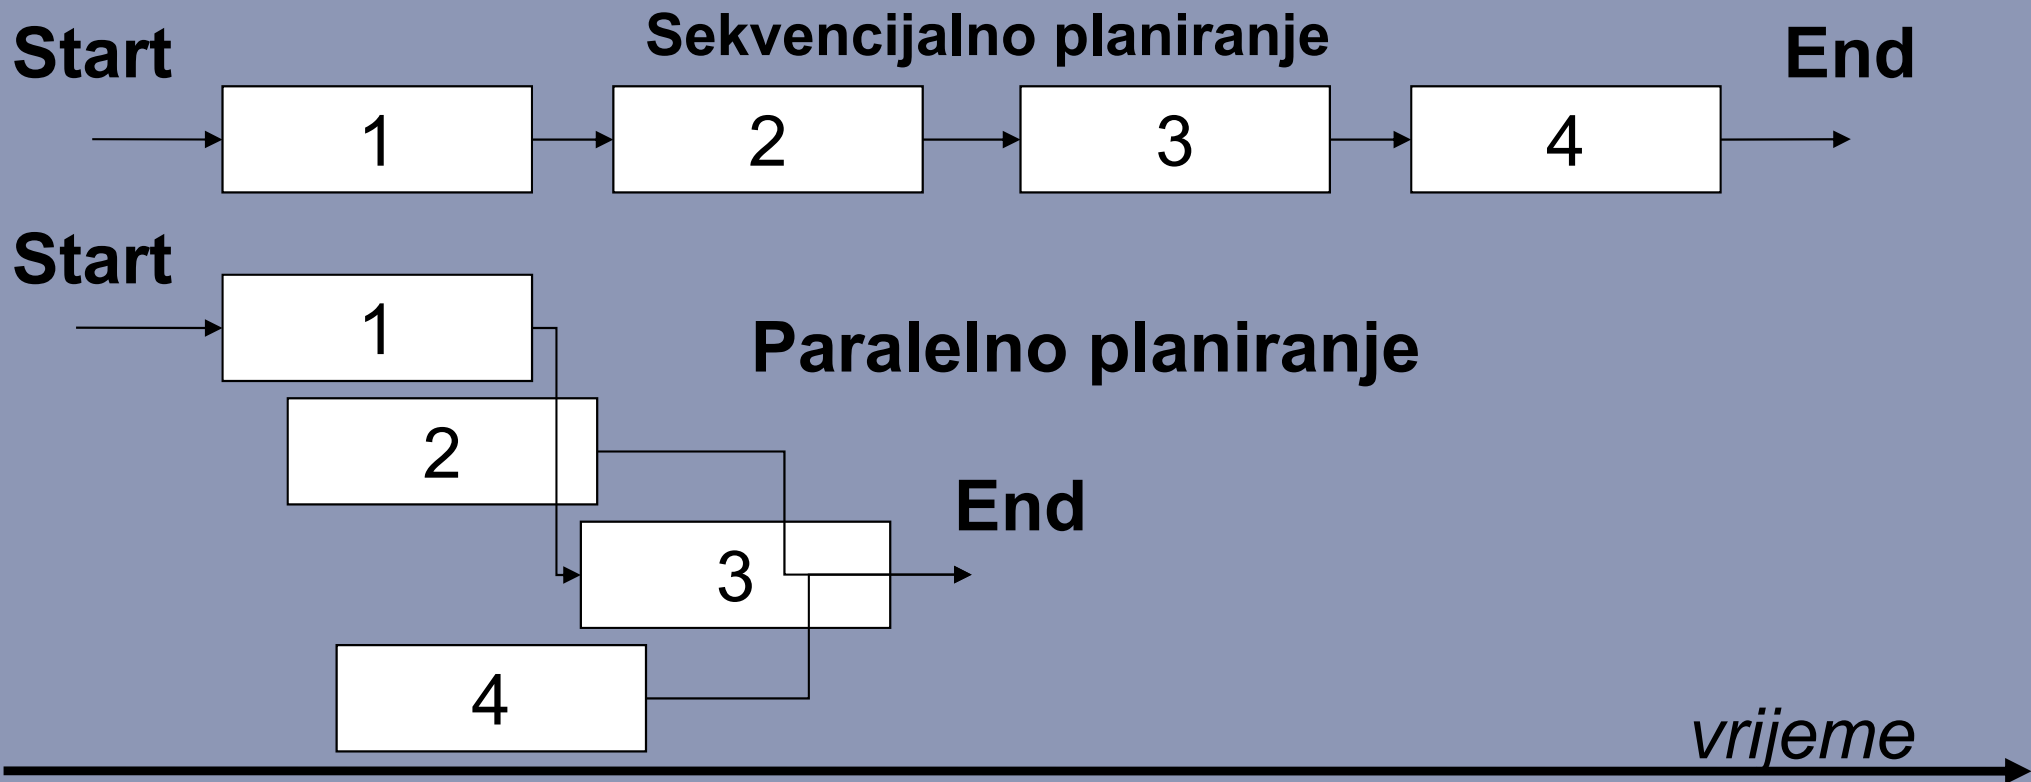 Sekvencijalno planiranje
Start
End
1
2
3
4
Start
1
Paralelno planiranje
2
End
3
4
vrijeme